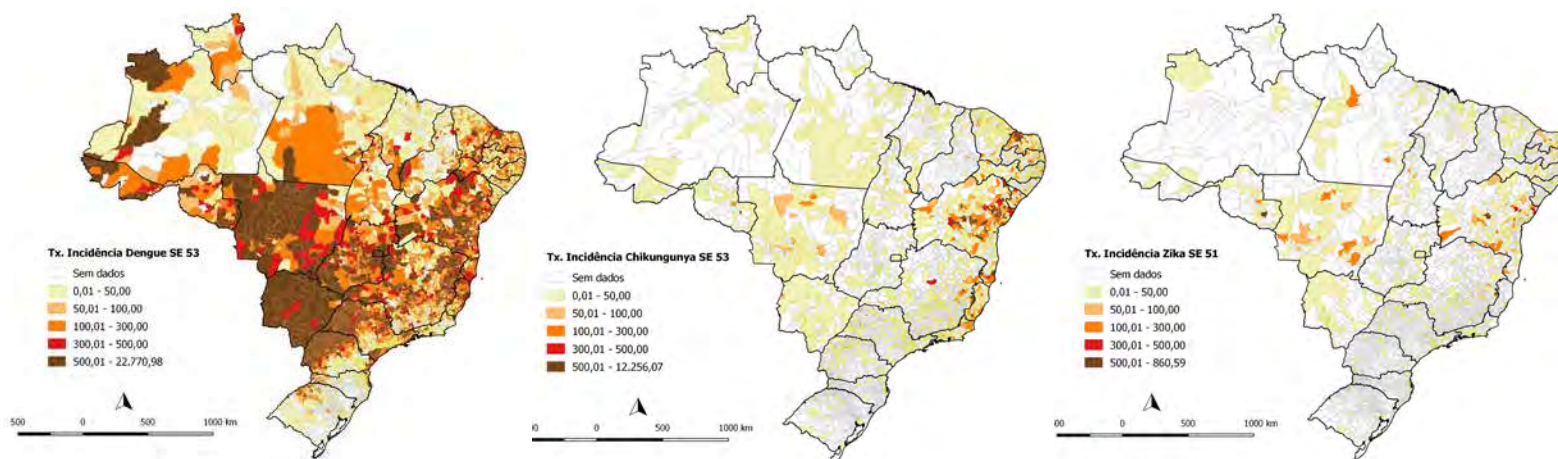 Tx. Incidência Dengue SE 53
Sem dados
0,01 - 50,00
50,01 - 100,00
100,01 - 300,00
300,01 - 500,00
500,01 - 22.770,98
500 0 500 1000 km
Tx. Incidência Chikungunya SE 53
Sem dados
0,01 - 50,00
50,01 - 100,00
100,01 - 300,00
300,01 - 500,00
500,01 - 12.256,07
00 0 500 1000 km
Tx. Incidência Zika SE 51
Sem dados
0,01 - 50,00
50,01 - 100,00
100,01 - 300,00
300,01 - 500,00
500,01 - 860,59
00 0 500 1000 km